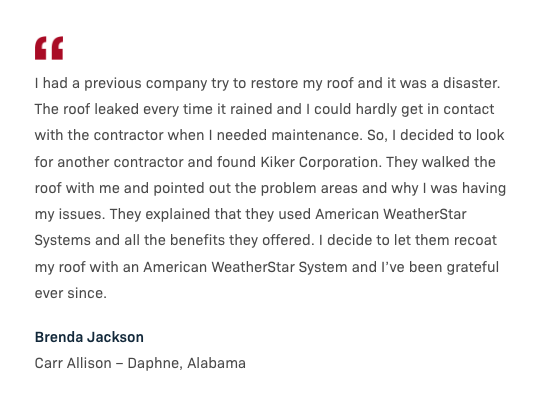 “
I had a previous company try to restore my roof and it was a disaster.
The roof leaked every time it rained and I could hardly get in contact
with the contractor when I needed maintenance. So, I decided to look
for another contractor and found Kiker Corporation. They walked the
roof with me and pointed out the problem areas and why I was having
my issues. They explained that they used American WeatherStar
Systems and all the benefits they offered. I decide to let them recoat
my roof with an American WeatherStar System and I’ve been grateful
ever since.
Brenda Jackson
Carr Allison – Daphne, Alabama